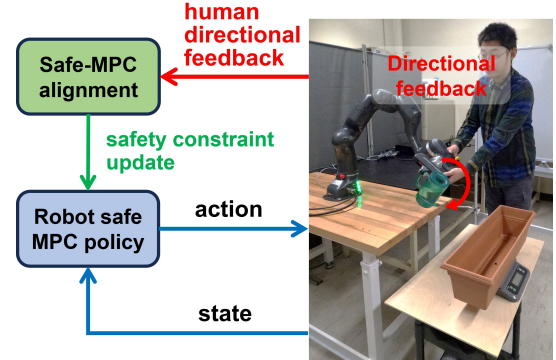 human
directional
feedback
Safe-MPC
alignment
Directional
feedback
safety constraint
update
Robot safe
MPC policy
action
state